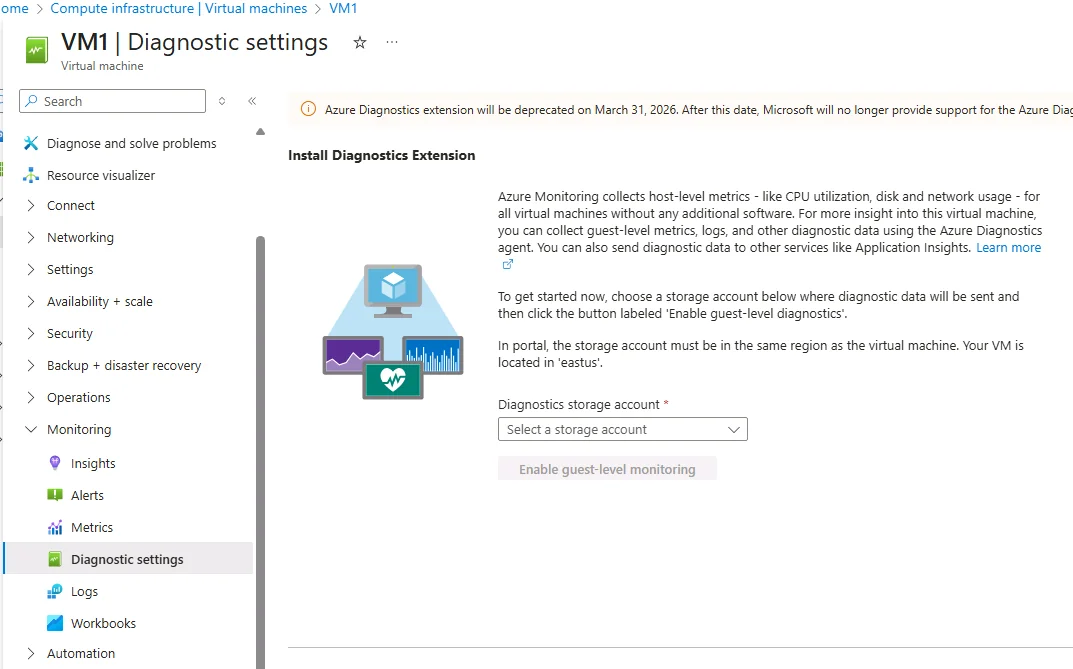 ome > Compute infrastructure | Virtual machines > VM1
VM1 | Diagnostic settings
Virtual machine
Search
Diagnose and solve problems
Resource visualizer
Connect
Networking
Settings
Availability + scale
Security
Backup + disaster recovery
Operations
Monitoring
Insights
Alerts
Metrics
Diagnostic settings
Logs
Workbooks
Automation
Azure Diagnostics extension will be deprecated on March 31, 2026. After this date, Microsoft will no longer provide support for the Azure Diag
Install Diagnostics Extension
Azure Monitoring collects host-level metrics - like CPU utilization, disk and network usage - for
all virtual machines without any additional software. For more insight into this virtual machine,
you can collect guest-level metrics, logs, and other diagnostic data using the Azure Diagnostics
agent. You can also send diagnostic data to other services like Application Insights. Learn more
To get started now, choose a storage account below where diagnostic data will be sent and
then click the button labeled 'Enable guest-level diagnostics'.
In portal, the storage account must be in the same region as the virtual machine. Your VM is
located in 'eastus'.
Diagnostics storage account *
Select a storage account
Enable guest-level monitoring